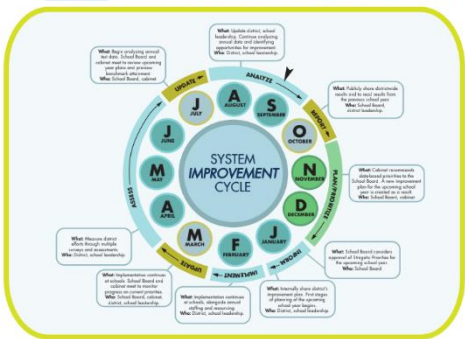 What: Update district, school
leadership. Continue analyzing
annual data and identifying
opportunities for improvement
Who: District, school leadership.
What: Begin analyzing annual
test data. School Board and
cabinet meet to review upcoming
year plans and preview
benchmark attainment
Who: School Board, cabinet
UPDATE
ANALYZE
REPORT
PLAN/PRIORITIZE
INFORM
IMPLEMENT
UPDATE
ASSESS
J
JULY
A
AUGUST
S
SEPTEMBER
O
OCTOBER
N
NOVEMBER
D
DECEMBER
J
JANUARY
F
FEBRUARY
M
MARCH
A
APRIL
M
MAY
J
JUNE
SYSTEM
IMPROVEMENT
CYCLE
What: Publicly share districtwide
results and to read results from
the previous school year
Who: School Board,
district leadership.
What: Cabinet recommends
data-based priorities to the
School Board. A new improvement
plan for the upcoming school
year is created as a result.
Who: School Board, cabinet
What: School Board considers
approval of Strategic Priorities for
the upcoming school year
Who: School Board
What: Internally share district's
improvement plan. First stages
of planning of the upcoming
school year begins.
Who: District, school leadership.
What: Implementation continues
at schools, alongside annual
staffing and resourcing
Who: District, school leadership.
What: Implementation continues
at schools. School Board and
cabinet meet to monitor
progress on current priorities.
Who: School Board, cabinet,
district, school leadership
What: Measure district
efforts through multiple
surveys and assessments
Who: District, school leadership